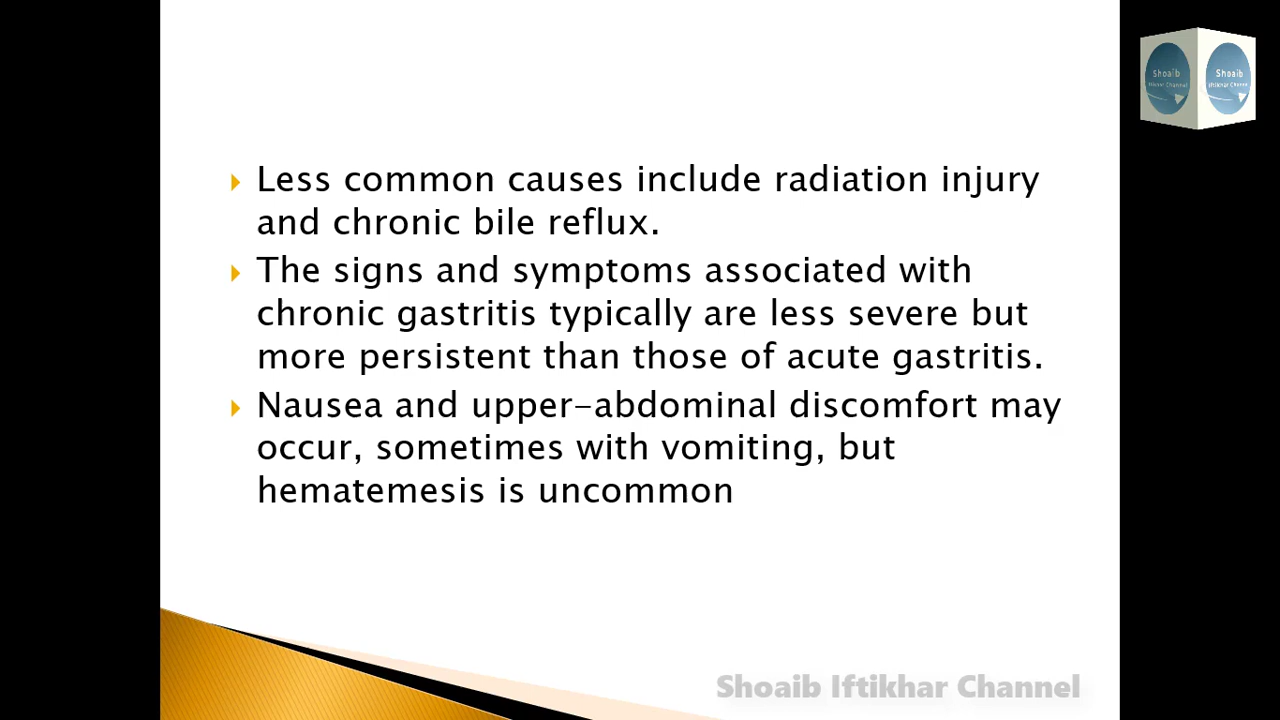 Less common causes include radiation injury
and chronic bile reflux.
The signs and symptoms associated with
chronic gastritis typically are less severe but
more persistent than those of acute gastritis.
Nausea and upper-abdominal discomfort may
occur, sometimes with vomiting, but
hematemesis is uncommon
Shoaib Iftikhar Channel
Shoaib
Shoaib
Iftikhar Channel